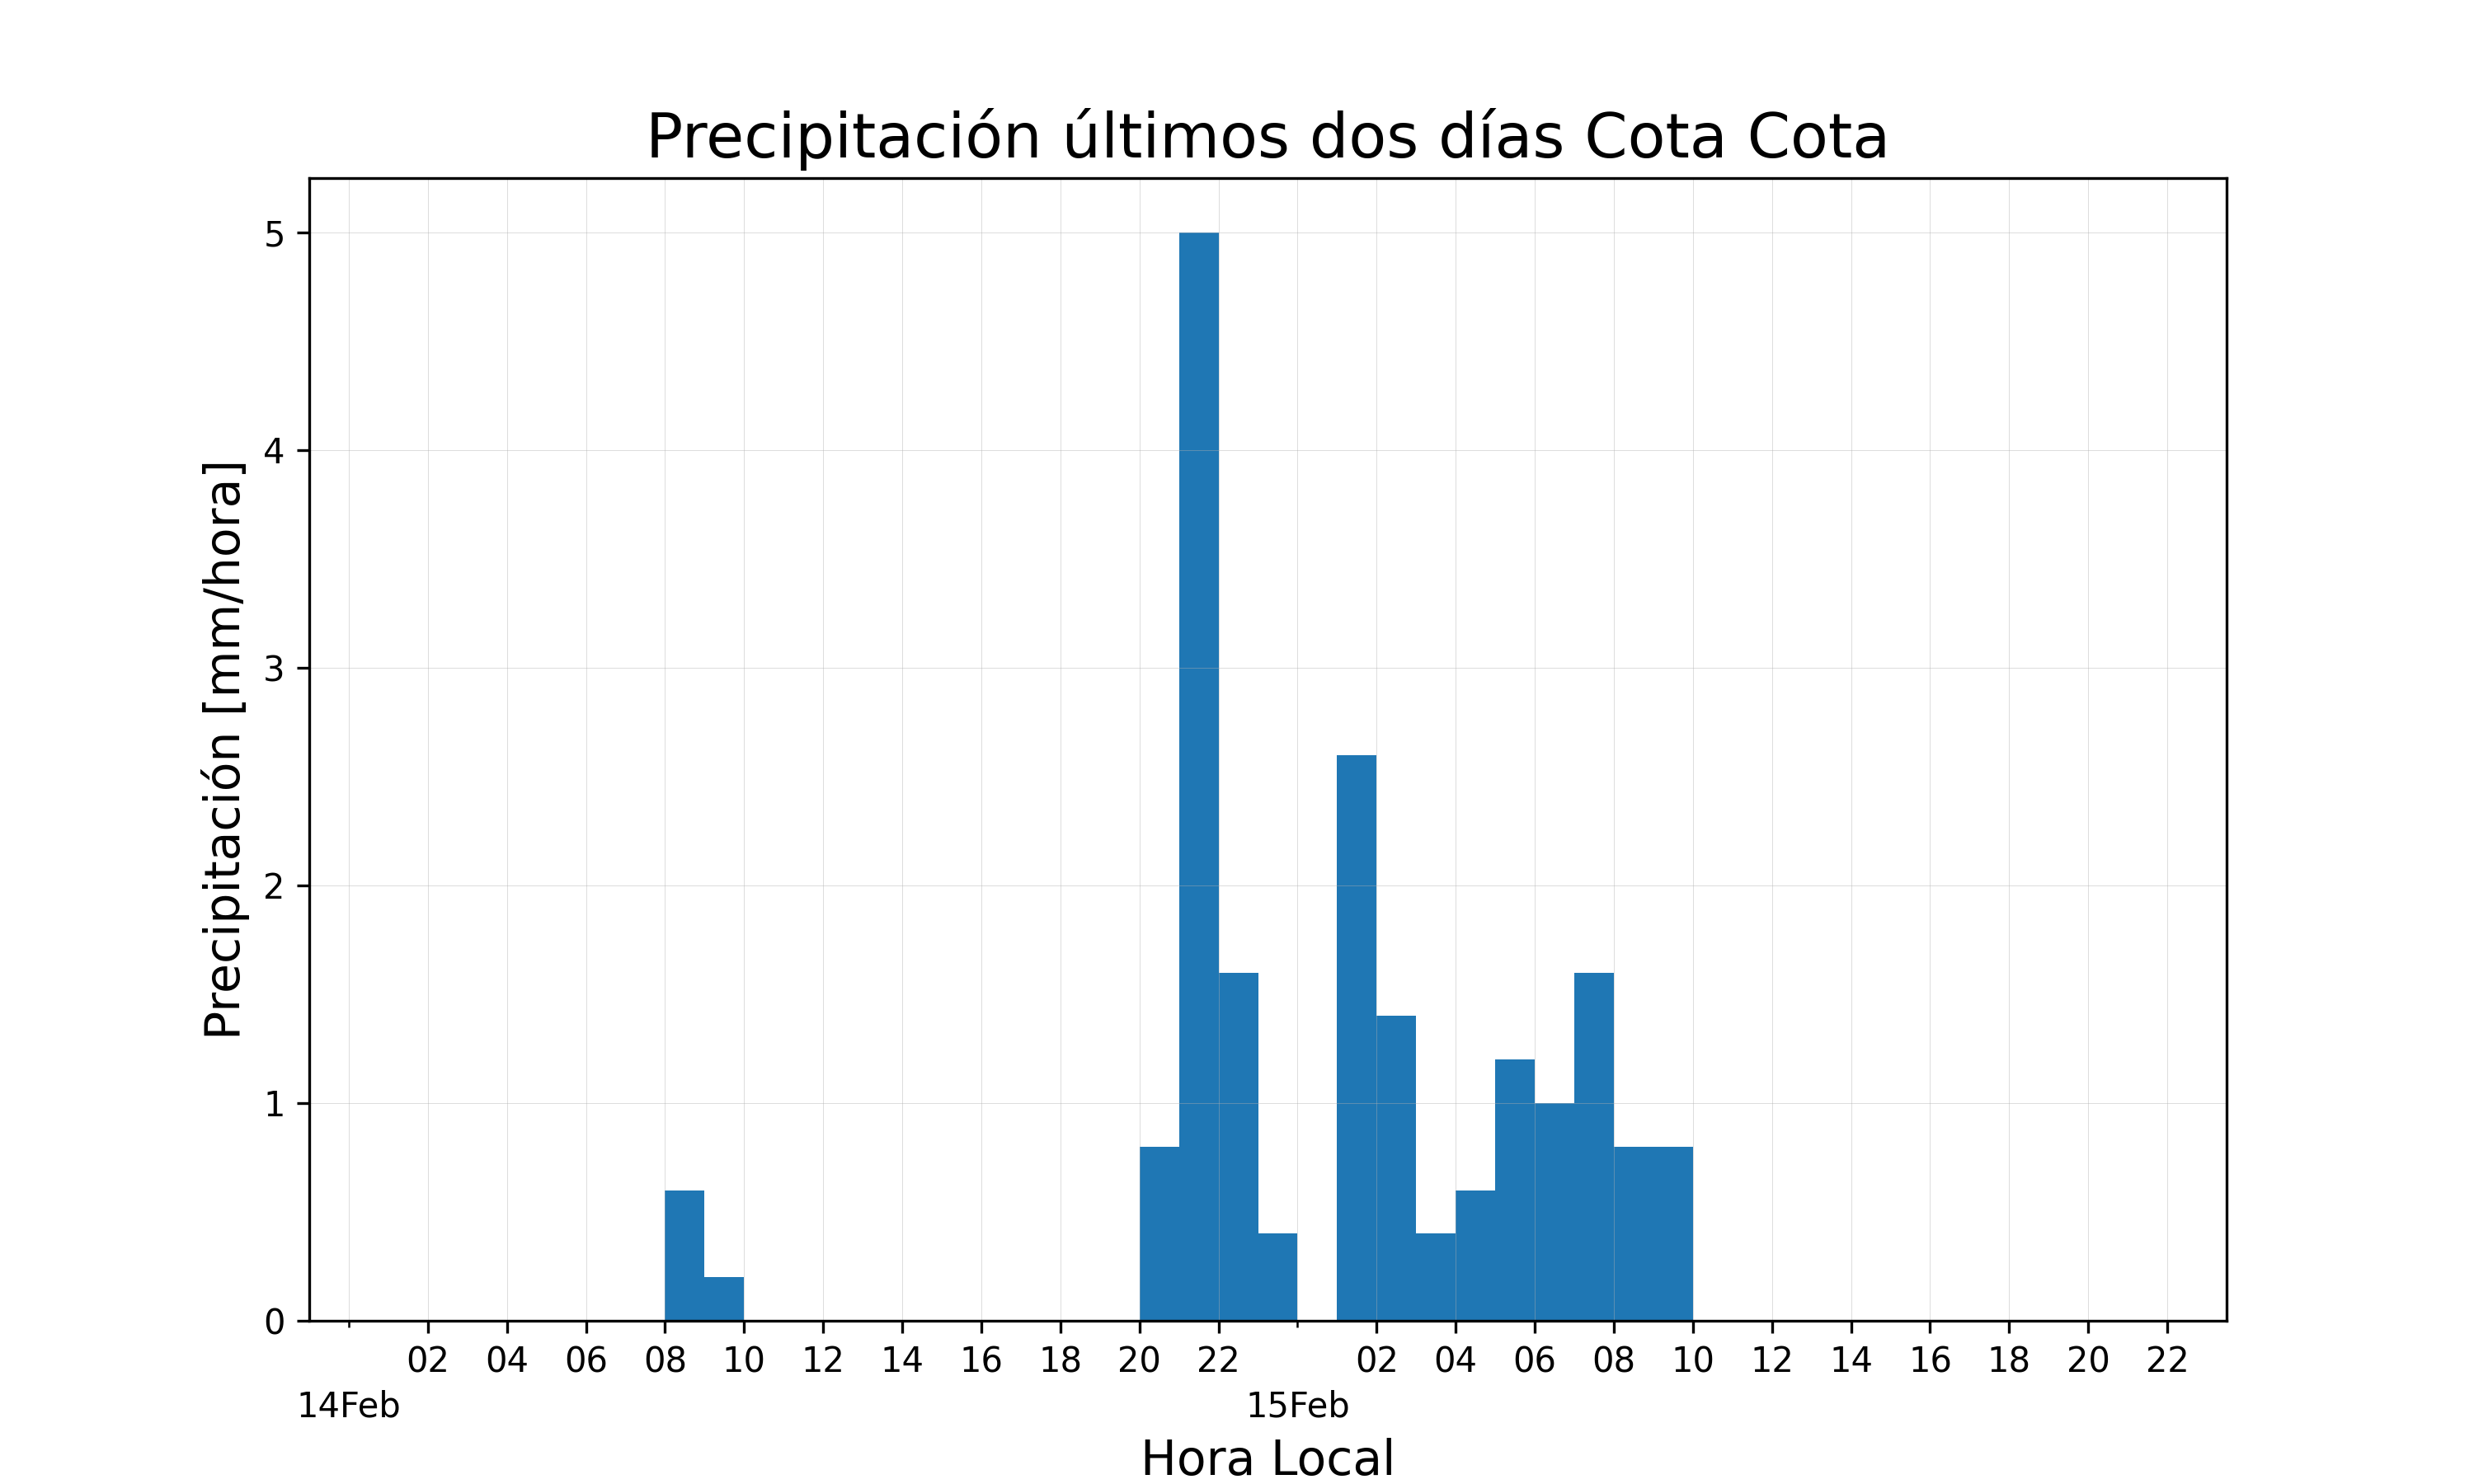 Precipitación últimos dos días Cota Cota
Precipitación [mm/hora]
5
4
3
2
1
0
02 04 06 08 10 12 14 16 18 20 22 02 04 06 08 10 12 14 16 18 20 22
14Feb 15Feb
Hora Local